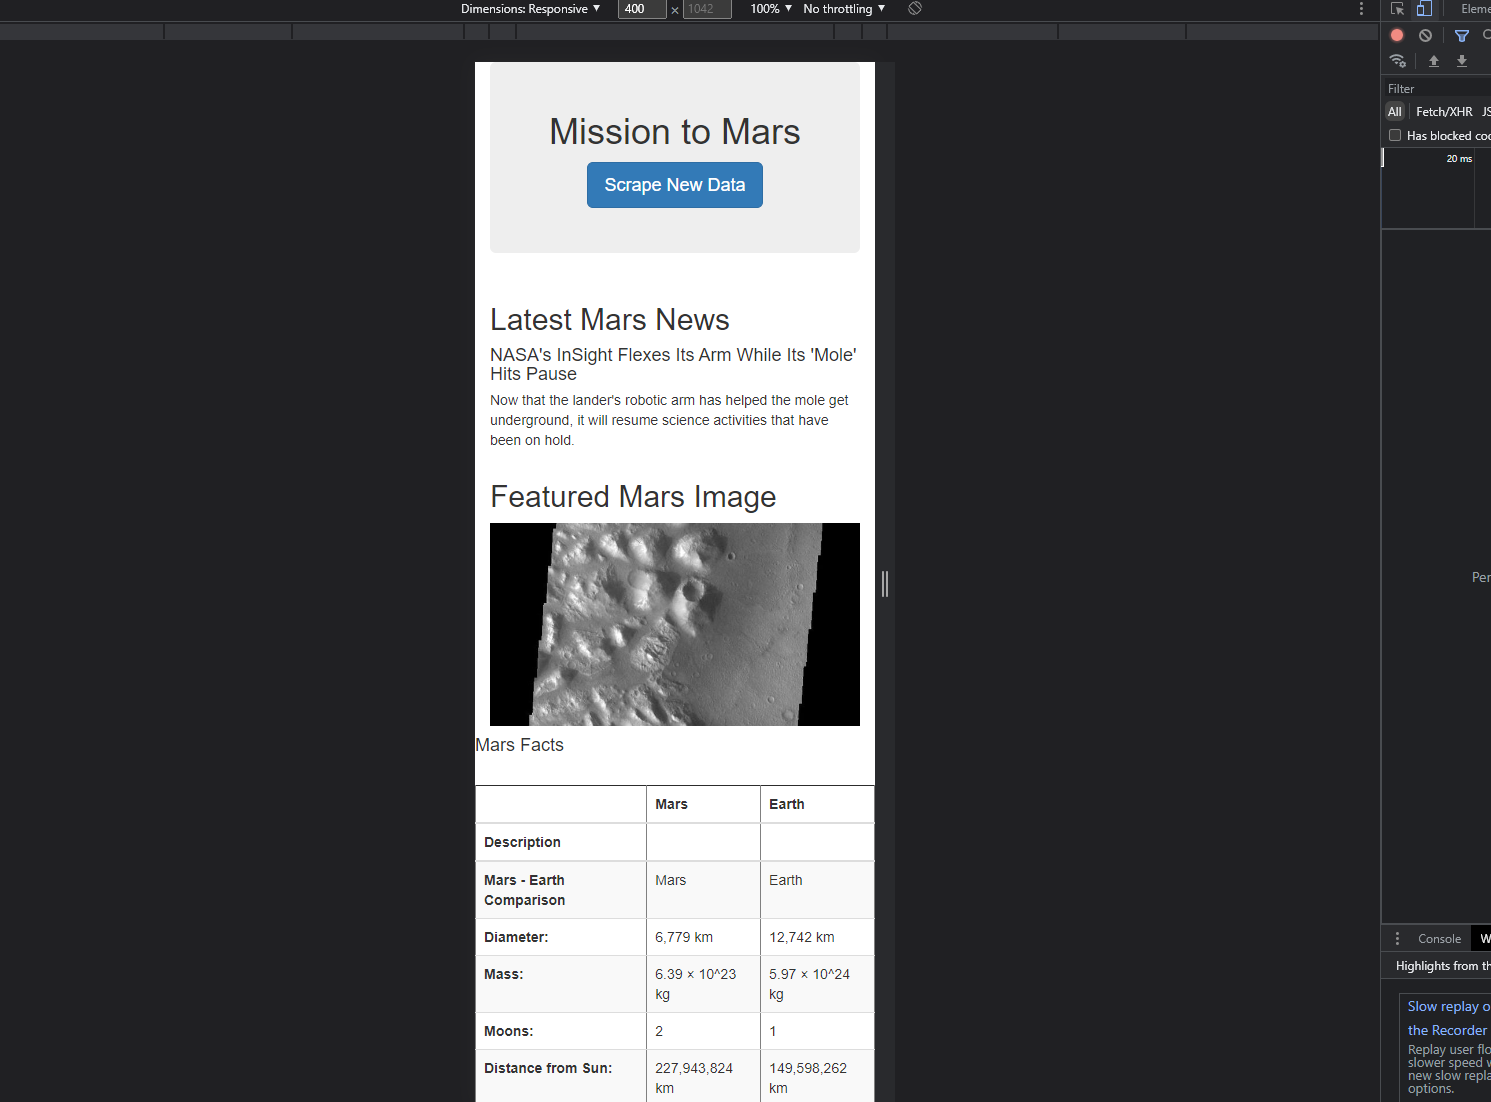 Dimensions: Responsive ▼ 400 × 1042 100% ▼ No throttling ▼
Mission to Mars
Scrape New Data
Latest Mars News
NASA's InSight Flexes Its Arm While Its 'Mole'
Hits Pause
Now that the lander's robotic arm has helped the mole get
underground, it will resume science activities that have
been on hold.
Featured Mars Image
Mars Facts
Mars Earth
Description
Mars - Earth Comparison Mars Earth
Diameter: 6,779 km 12,742 km
Mass: 6.39 × 10^23 kg 5.97 × 10^24 kg
Moons: 2 1
Distance from Sun: 227,943,824 km 149,598,262 km
Eleme
Filter
All Fetch/XHR JS
Has blocked coo
20 ms
Per
Console W
Highlights from th
Slow replay o
the Recorder
Replay user flo
slower speed w
new slow repla
options.